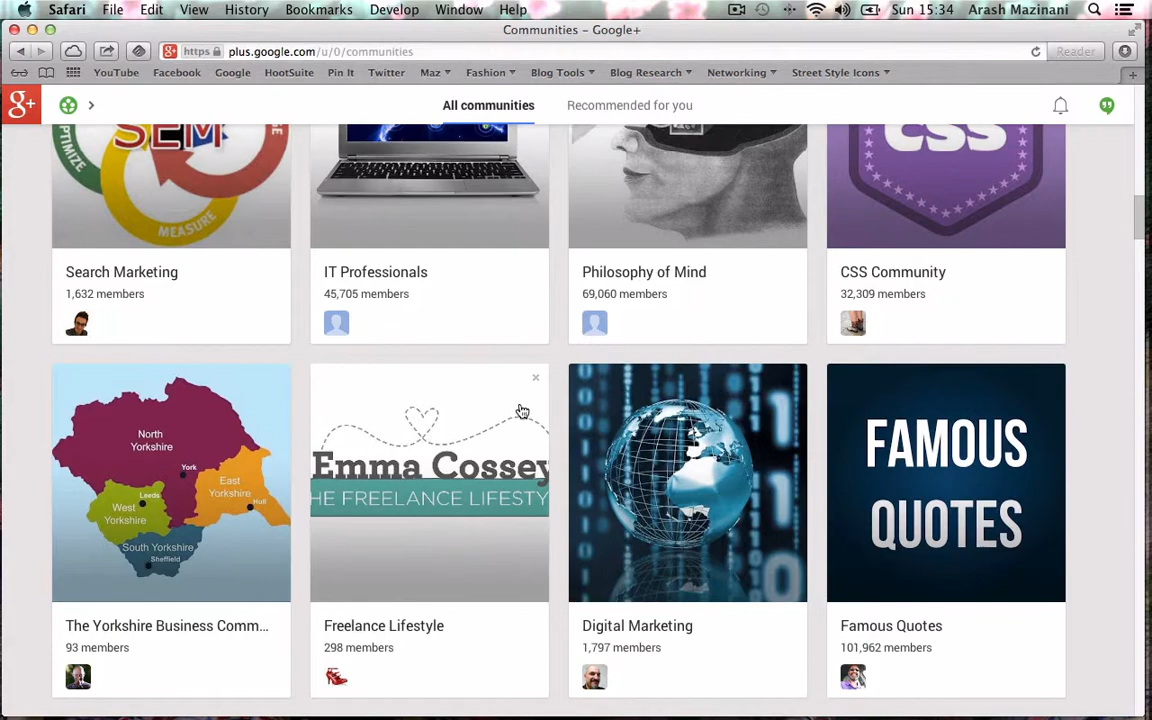 Safari File Edit View History Bookmarks Develop Window Help Sun 15:34 Arash Mazinani
Communities – Google+
https plus.google.com/u/0/communities Reader
YouTube Facebook Google HootSuite Pin It Twitter Maz Fashion Blog Tools Blog Research Networking Street Style Icons
g+ All communities Recommended for you
OPTIMIZE SEM MEASURE
CSS
Search Marketing
1,632 members
IT Professionals
45,705 members
Philosophy of Mind
69,060 members
CSS Community
32,309 members
North
Yorkshire
York
Leeds
West
Yorkshire
East
Yorkshire
Hull
South Yorkshire
Sheffield
Emma Cossey
THE FREELANCE LIFESTY
FAMOUS
QUOTES
The Yorkshire Business Comm...
93 members
Freelance Lifestyle
298 members
Digital Marketing
1,797 members
Famous Quotes
101,962 members